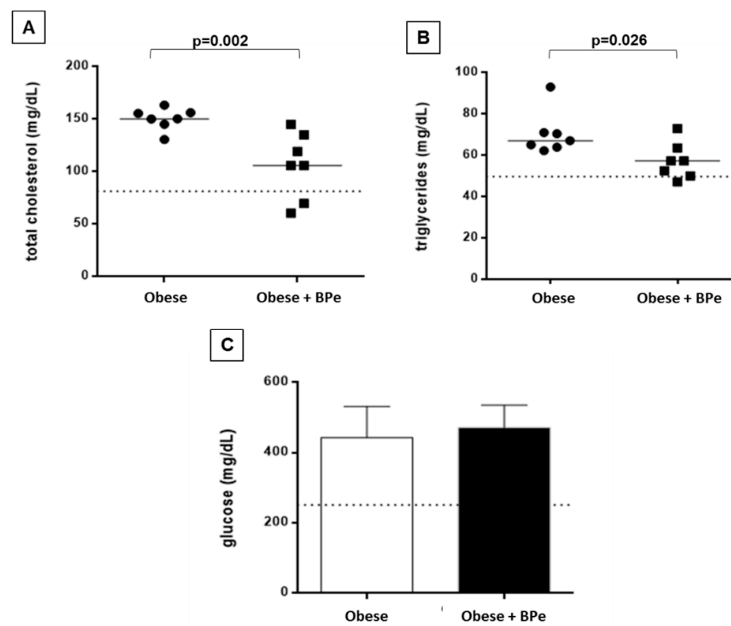 A
p=0.002
total cholesterol (mg/dL)
200
150
100
50
0
Obese
Obese + BPe
B
p=0.026
triglycerides (mg/dL)
100
80
60
40
20
0
Obese
Obese + BPe
C
glucose (mg/dL)
600
400
200
0
Obese
Obese + BPe